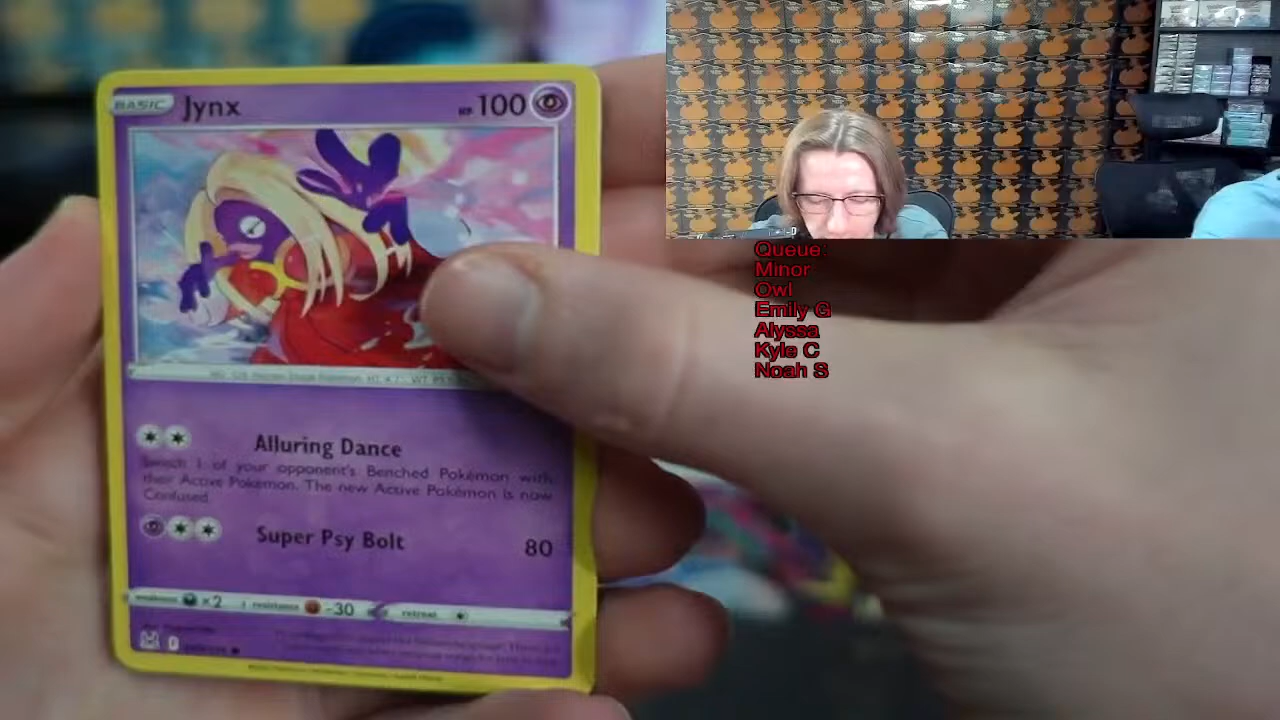 BASIC Jynx HP 100
Alluring Dance
Switch 1 of your opponent's Benched Pokémon with
their Active Pokémon. The new Active Pokémon is now
Confused.
Super Psy Bolt 80
weakness ×2 resistance -30 retreat
Queue:
Minor
Owl
Emily G
Alyssa
Kyle C
Noah S